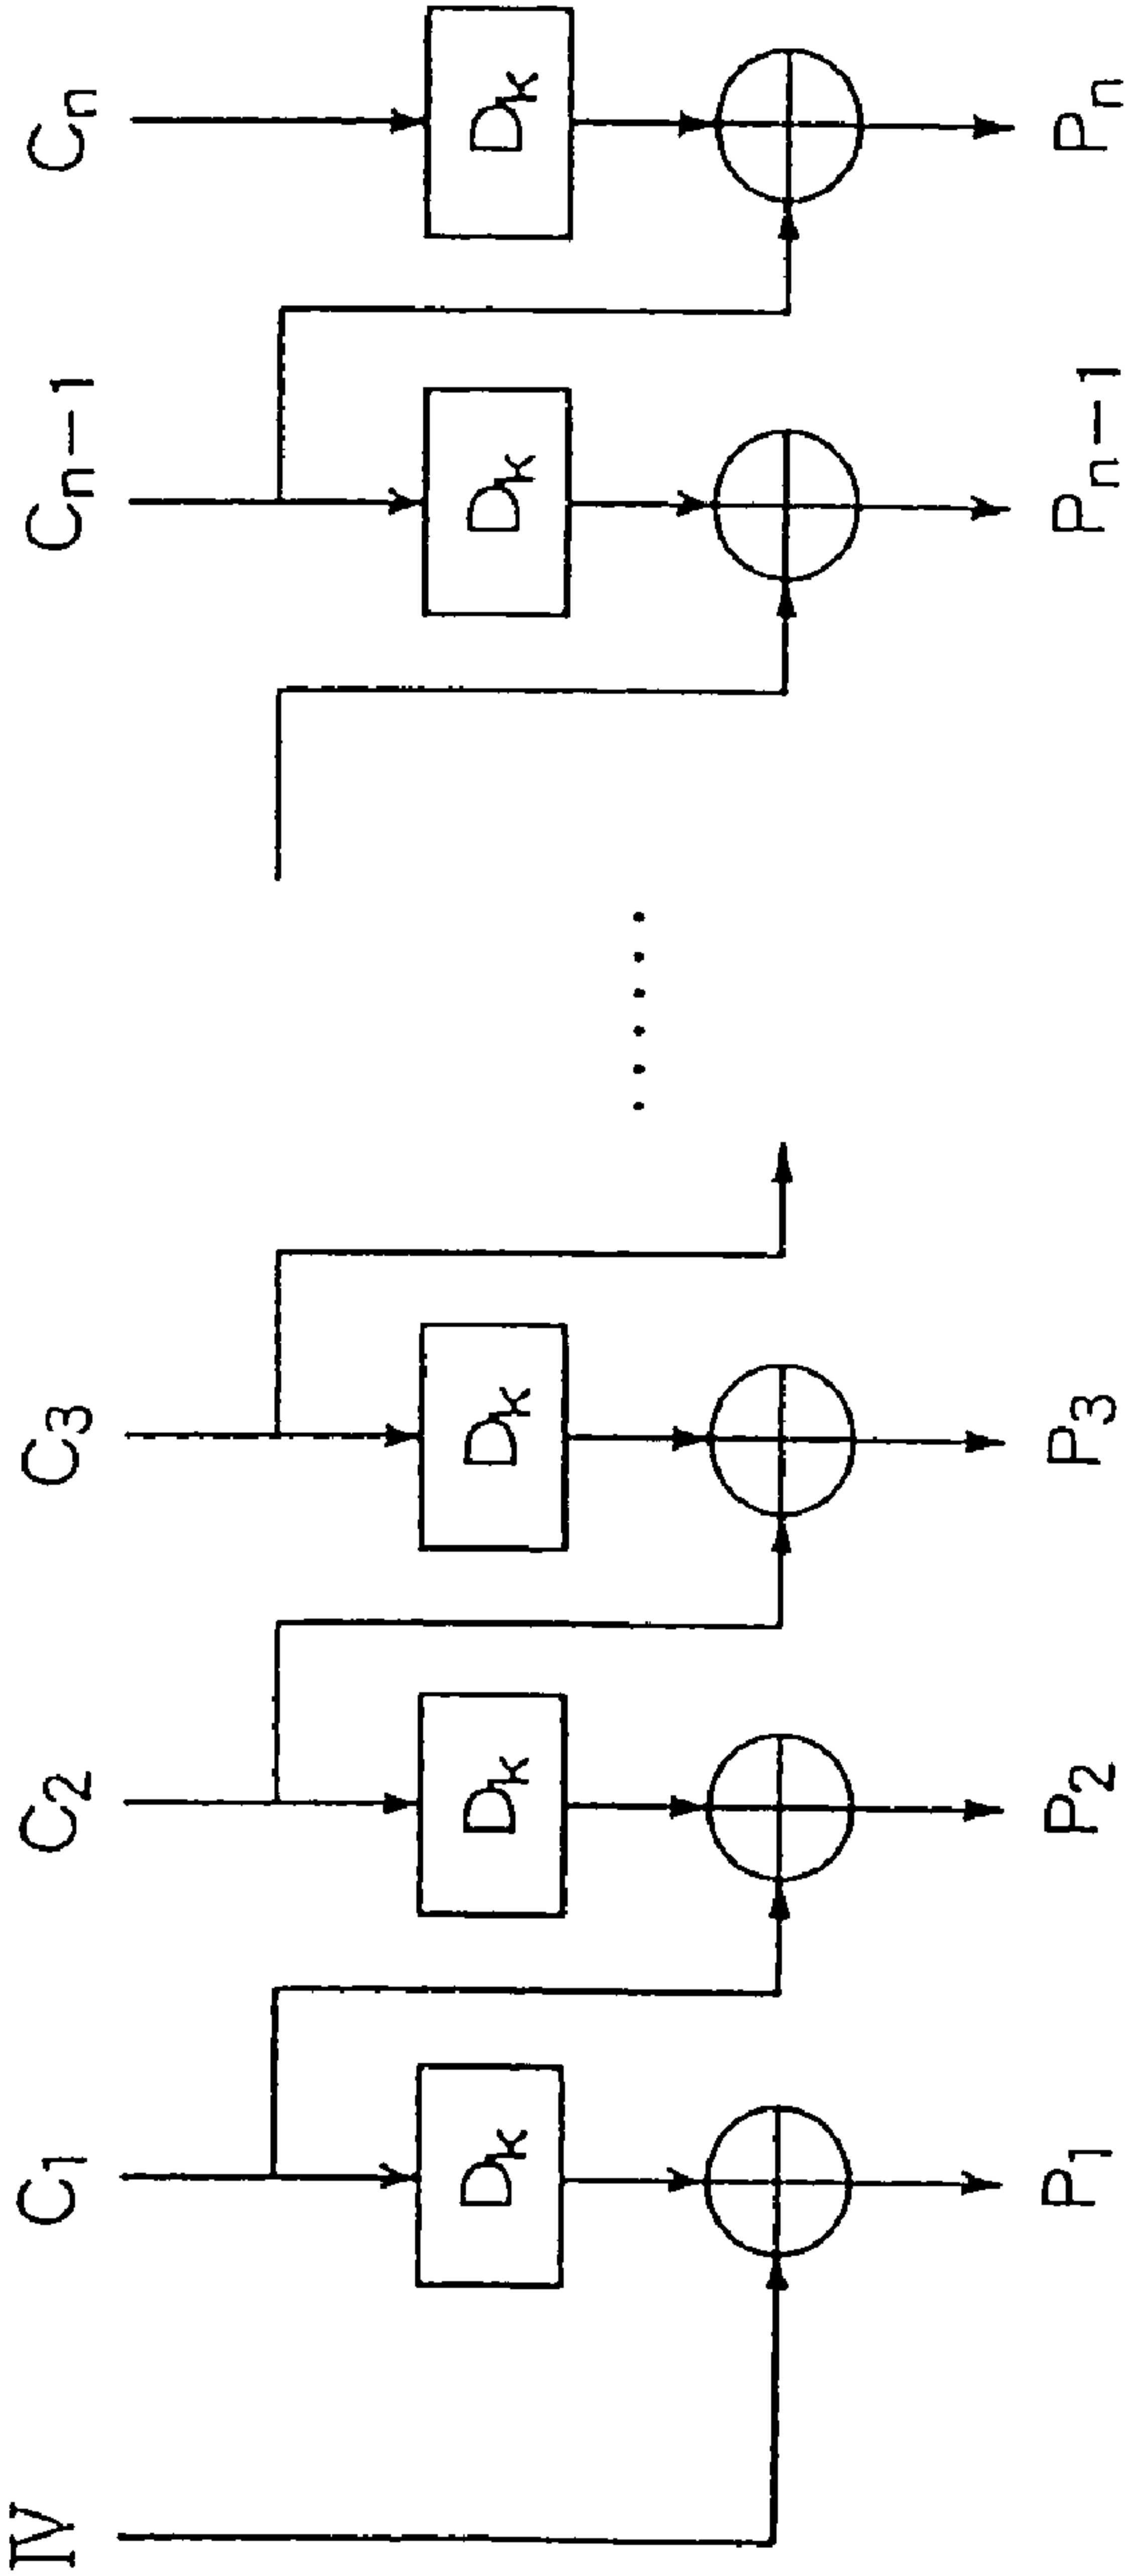 IV C₁ C₂ C₃ Cₙ₋₁ Cₙ
Dₖ Dₖ Dₖ Dₖ Dₖ
P₁ P₂ P₃ Pₙ₋₁ Pₙ